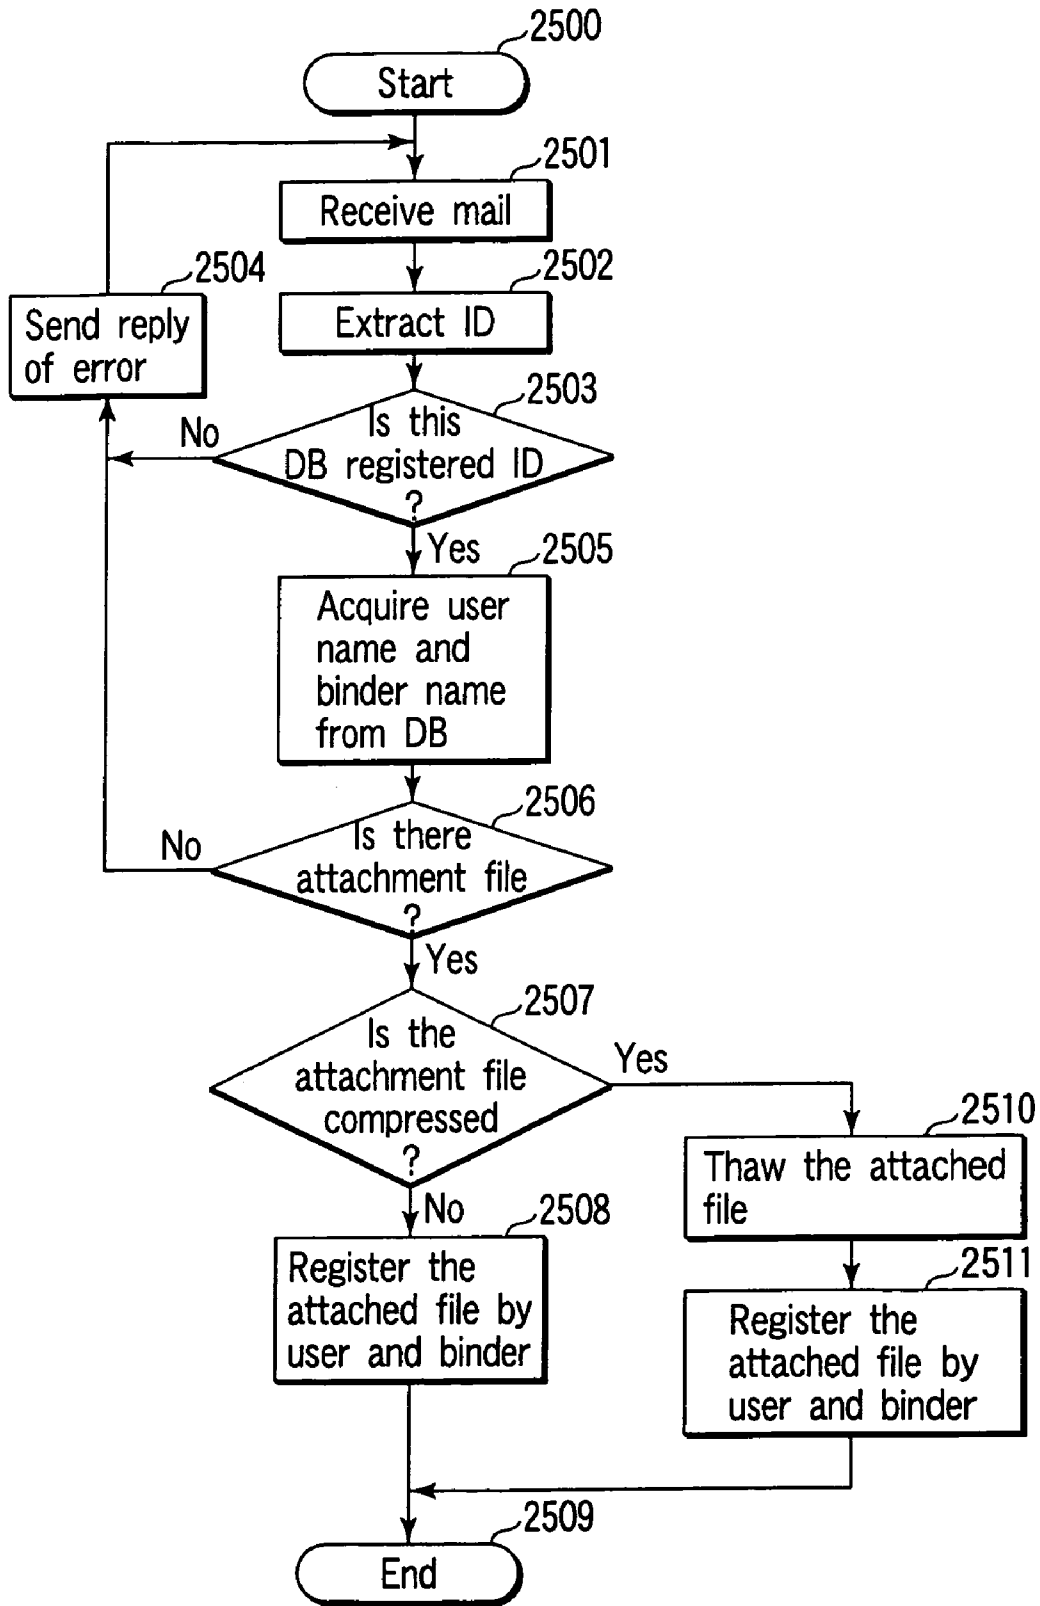 2500
Start
2501
Receive mail
2502
Extract ID
2504
Send reply
of error
2503
Is this
DB registered ID
?
No
Yes
2505
Acquire user
name and
binder name
from DB
2506
Is there
attachment file
?
No
Yes
2507
Is the
attachment file
compressed
?
Yes
No
2510
Thaw the attached
file
2508
Register the
attached file by
user and binder
2511
Register the
attached file by
user and binder
2509
End